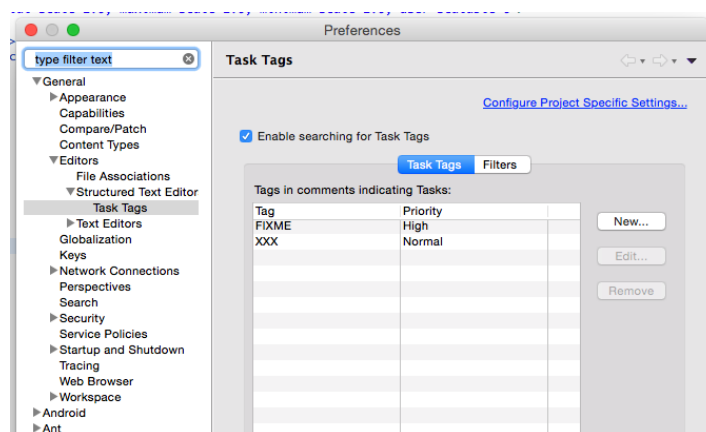 Preferences
type filter text
Task Tags
General
Appearance
Capabilities
Compare/Patch
Content Types
Editors
File Associations
Structured Text Editor
Task Tags
Text Editors
Globalization
Keys
Network Connections
Perspectives
Search
Security
Service Policies
Startup and Shutdown
Tracing
Web Browser
Workspace
Android
Ant
Configure Project Specific Settings...
Enable searching for Task Tags
Task Tags Filters
Tags in comments indicating Tasks:
Tag Priority
FIXME High
XXX Normal
New...
Edit...
Remove